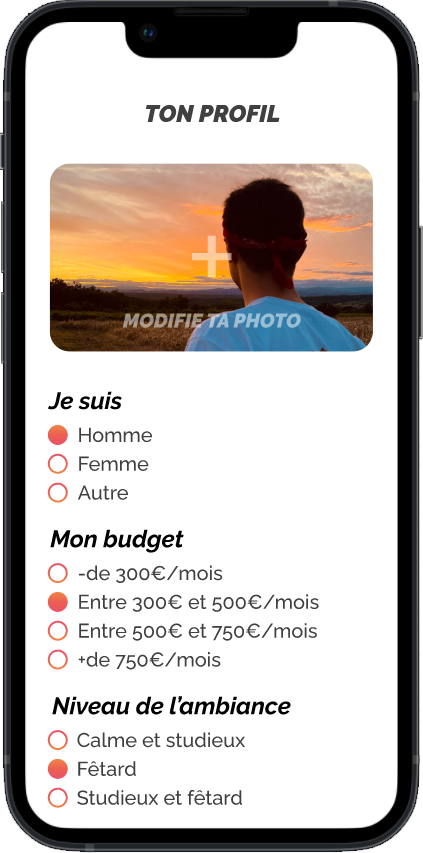 TON PROFIL
MODIFIE TA PHOTO
Je suis
Homme
Femme
Autre
Mon budget
-de 300€/mois
Entre 300€ et 500€/mois
Entre 500€ et 750€/mois
+de 750€/mois
Niveau de l’ambiance
Calme et studieux
Fêtard
Studieux et fêtard